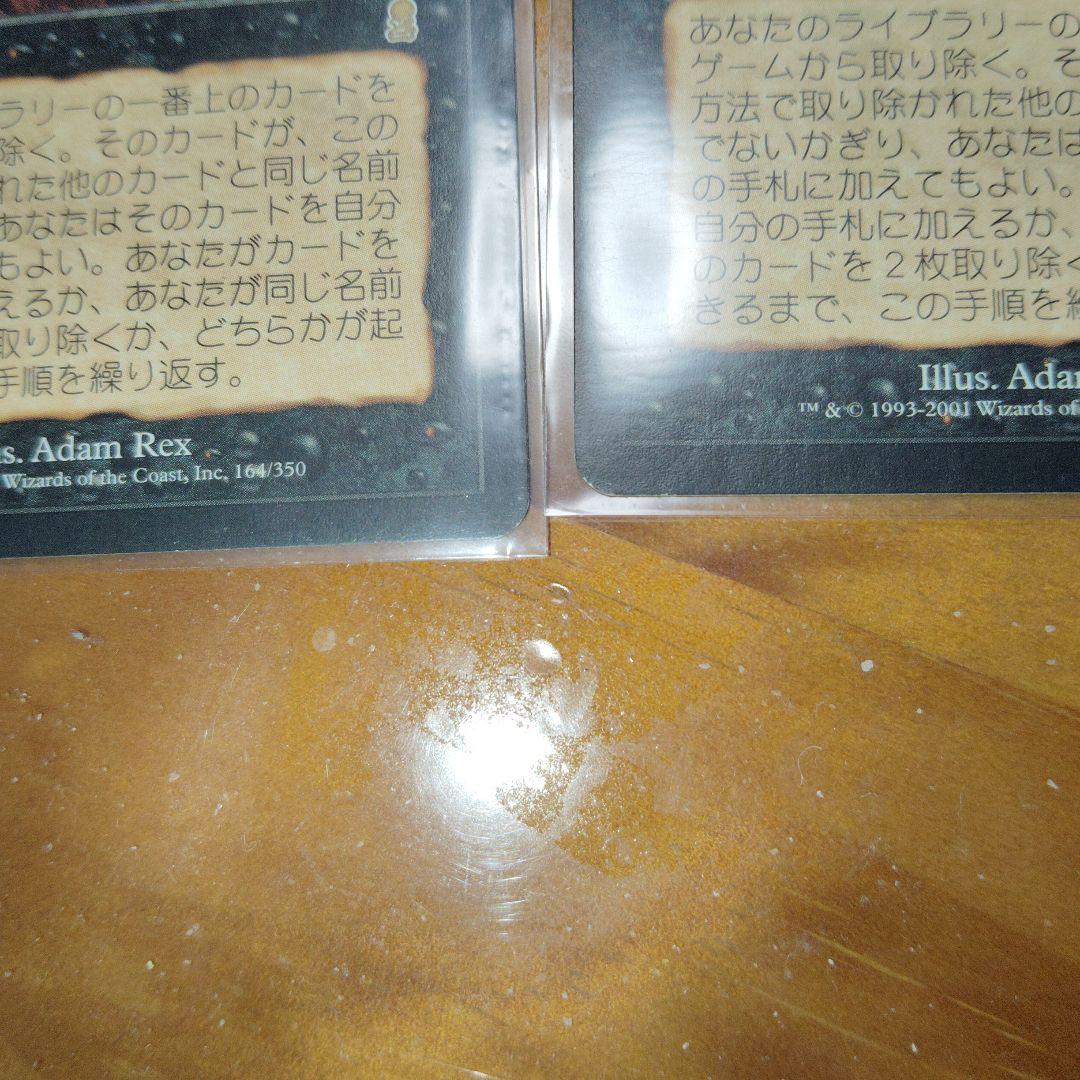 ラリーの一番上のカードを
除く。そのカードが、この
れた他のカードと同じ名前
あなたはそのカードを自分
もよい。あなたがカードを
えるか、あなたが同じ名前
取り除くか、どちらかが起
手順を繰り返す。
s. Adam Rex
Wizards of the Coast, Inc. 164/350
あなたのライブラリーの
ゲームから取り除く。そ
方法で取り除かれた他の
でないかぎり、あなたは
の手札に加えてもよい。
自分の手札に加えるか、
のカードを2枚取り除く
きるまで、この手順を繰
Illus. Adam
™ & © 1993-2001 Wizards of